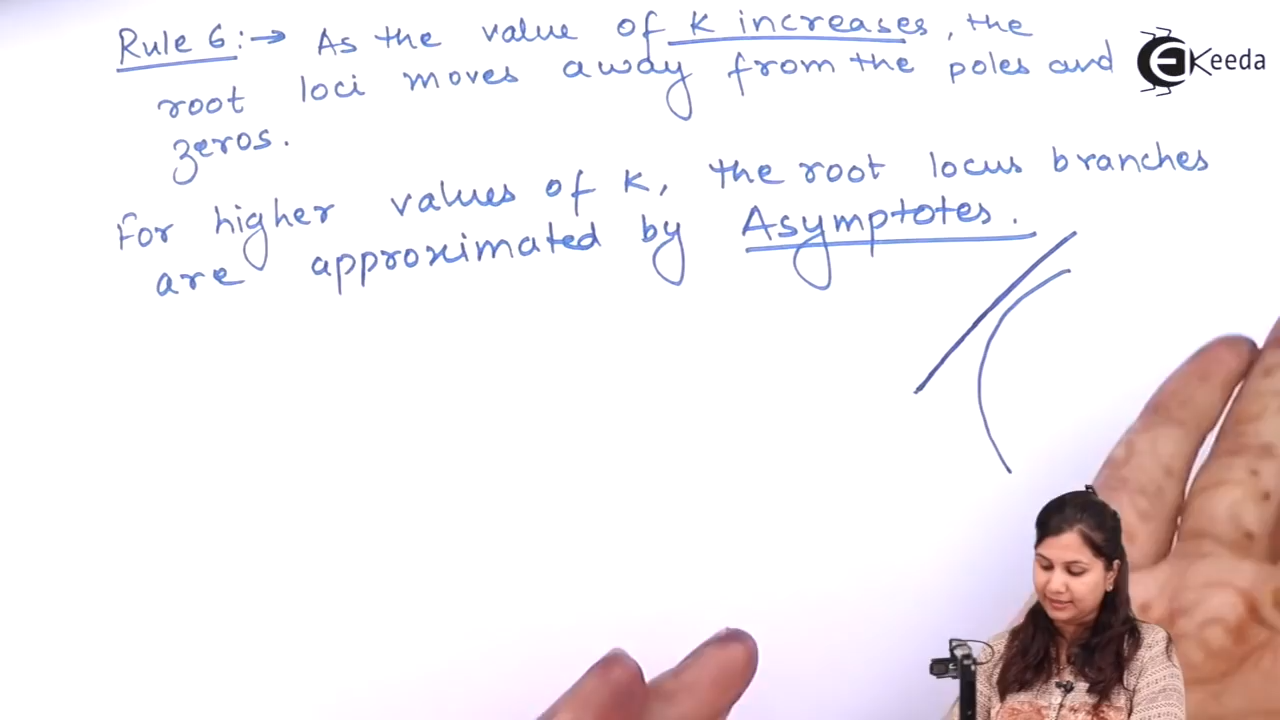 Rule 6:→ As the value of K increases, the
root loci moves away from the poles and
zeros.
For higher values of K, the root locus branches
are approximated by Asymptotes.
EKeeda